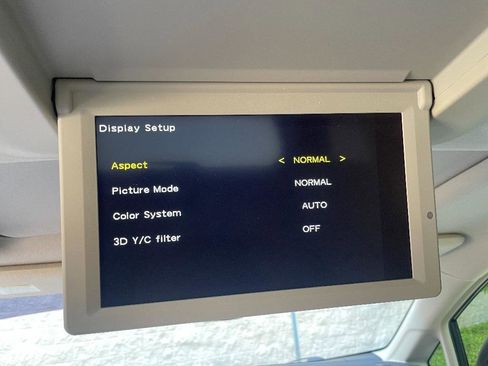 Display Setup
Aspect < NORMAL >
Picture Mode NORMAL
Color System AUTO
3D Y/C filter OFF